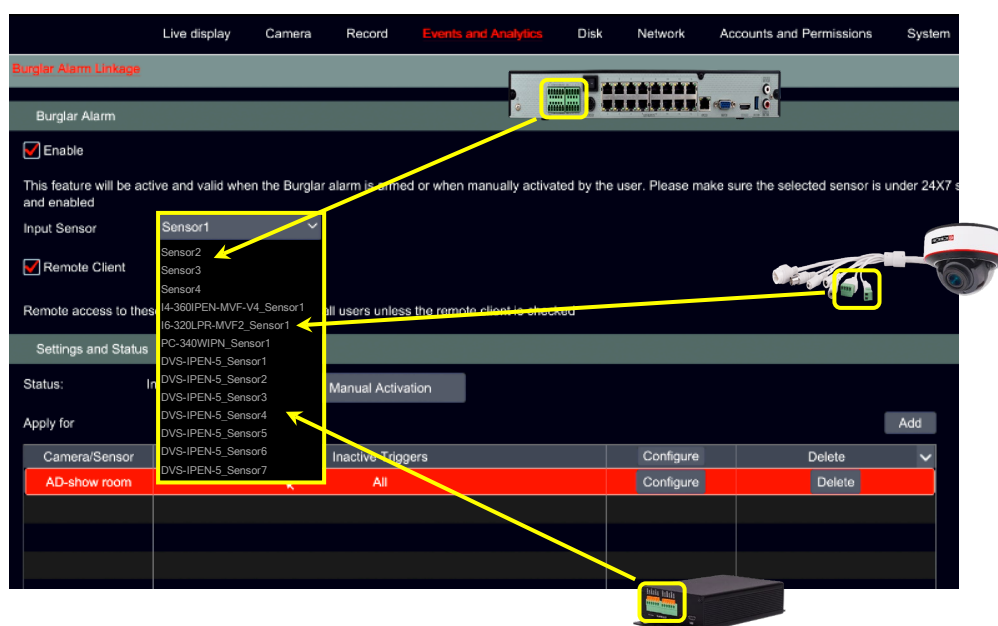 Live display Camera Record Events and Analytics Disk Network Accounts and Permissions System
Burglar Alarm Linkage
Burglar Alarm
Enable
This feature will be active and valid when the Burglar alarm is armed or when manually activated by the user. Please make sure the selected sensor is under 24X7 s
and enabled
Input Sensor Sensor1
Sensor2
Remote Client Sensor3
Sensor4
Remote access to these all users unless the remote client is checked
I4-360IPEN-MVF-V4_Sensor1
I6-320LPR-MVF2_Sensor1
Settings and Status
PC-340WIPN_Sensor1
DVS-IPEN-5_Sensor1
Status: In Manual Activation
DVS-IPEN-5_Sensor2
DVS-IPEN-5_Sensor3
DVS-IPEN-5_Sensor4
Apply for Add
DVS-IPEN-5_Sensor5
DVS-IPEN-5_Sensor6
DVS-IPEN-5_Sensor7
Camera/Sensor Inactive Triggers Configure Delete
AD-show room All Configure Delete